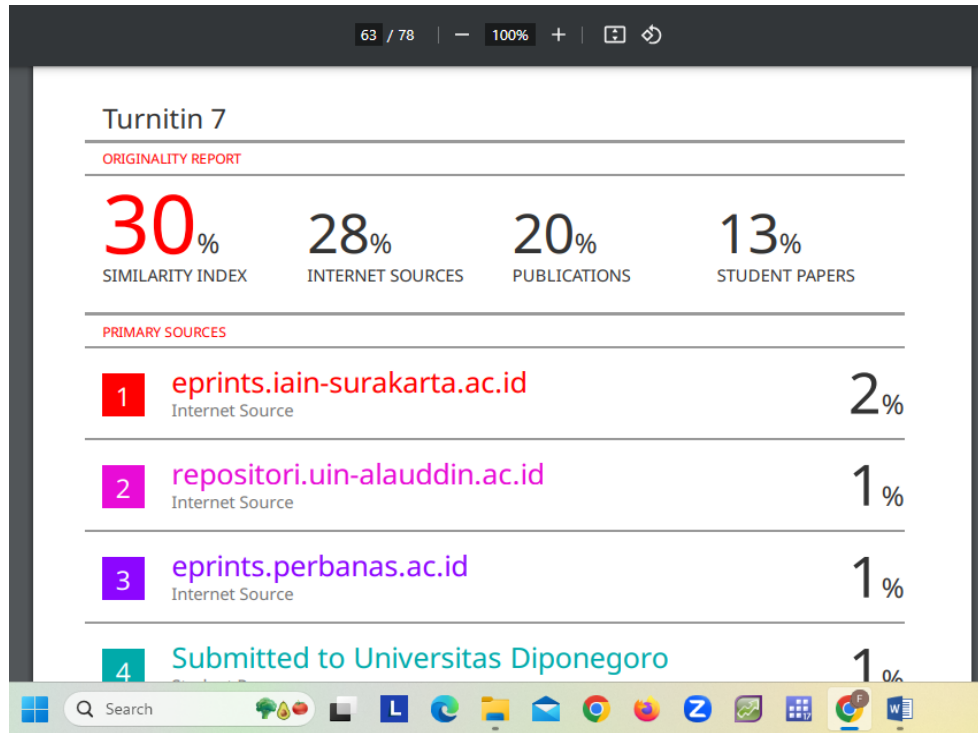 63 / 78 100%
Turnitin 7
ORIGINALITY REPORT
30% 28% 20% 13%
SIMILARITY INDEX INTERNET SOURCES PUBLICATIONS STUDENT PAPERS
PRIMARY SOURCES
1 eprints.iain-surakarta.ac.id 2%
Internet Source
2 repositori.uin-alauddin.ac.id 1%
Internet Source
3 eprints.perbanas.ac.id 1%
Internet Source
4 Submitted to Universitas Diponegoro 1%
Search